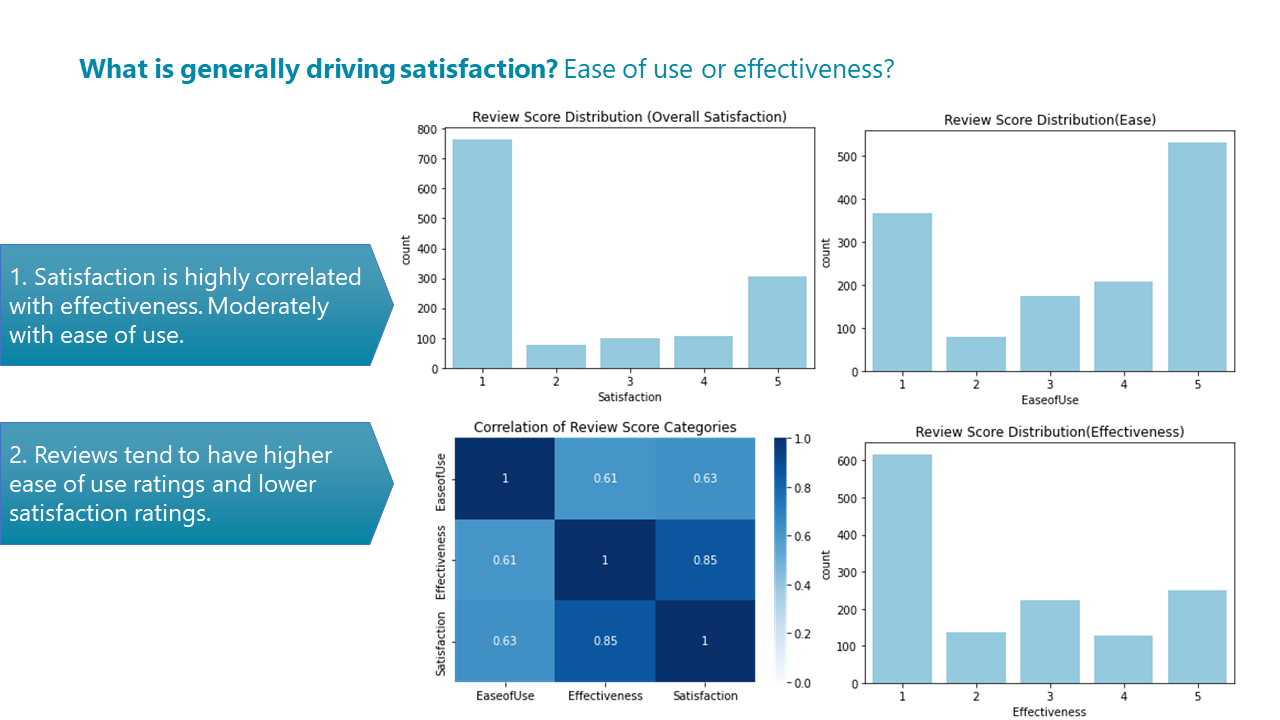 What is generally driving satisfaction? Ease of use or effectiveness?
1. Satisfaction is highly correlated
with effectiveness. Moderately
with ease of use.
2. Reviews tend to have higher
ease of use ratings and lower
satisfaction ratings.
Review Score Distribution (Overall Satisfaction)
800
700
600
500
400
300
200
100
0
count
1 2 3 4 5
Satisfaction
Review Score Distribution(Ease)
500
400
300
200
100
0
count
1 2 3 4 5
EaseofUse
Correlation of Review Score Categories
EaseofUse
1 0.61 0.63
Effectiveness
0.61 1 0.85
Satisfaction
0.63 0.85 1
EaseofUse Effectiveness Satisfaction
1.0
0.8
0.6
0.4
0.2
0.0
Review Score Distribution(Effectiveness)
600
500
400
300
200
100
0
count
1 2 3 4 5
Effectiveness